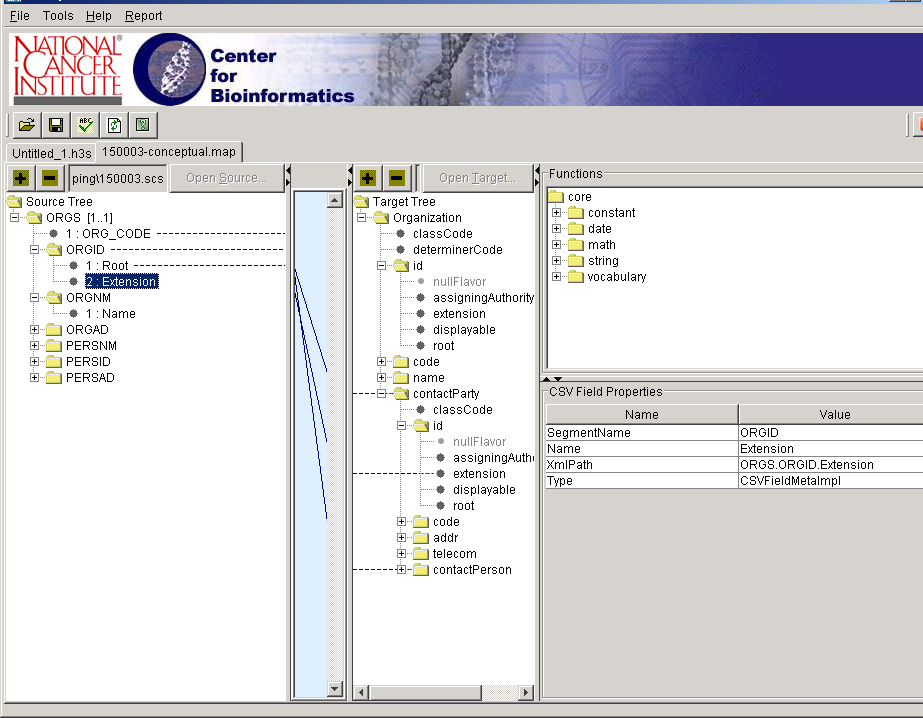 File Tools Help Report
NATIONAL
CANCER
INSTITUTE
®
Center
for
Bioinformatics
ABC
?
Untitled_1.h3s 150003-conceptual.map
ping\150003.scs Open Source...
Source Tree
ORGS [1..1]
1 : ORG_CODE
ORGID
1 : Root
2 : Extension
ORGNM
1 : Name
ORGAD
PERSNM
PERSID
PERSAD
Open Target...
Target Tree
Organization
classCode
determinerCode
id
nullFlavor
assigningAuthority
extension
displayable
root
code
name
contactParty
classCode
id
nullFlavor
assigningAuth
extension
displayable
root
code
addr
telecom
contactPerson
Functions
core
constant
date
math
string
vocabulary
CSV Field Properties
Name Value
SegmentName ORGID
Name Extension
XmlPath ORGS.ORGID.Extension
Type CSVFieldMetaImpl